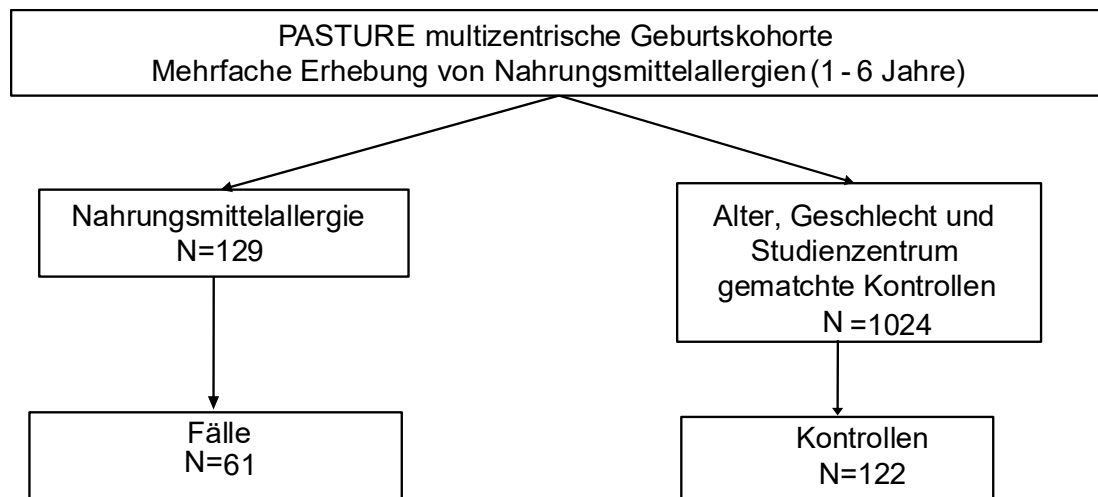 PASTURE multizentrische Geburtskohorte
Mehrfache Erhebung von Nahrungsmittelallergien (1 - 6 Jahre)
Nahrungsmittelallergie
N=129
Alter, Geschlecht und
Studienzentrum
gematchte Kontrollen
N =1024
Fälle
N=61
Kontrollen
N=122